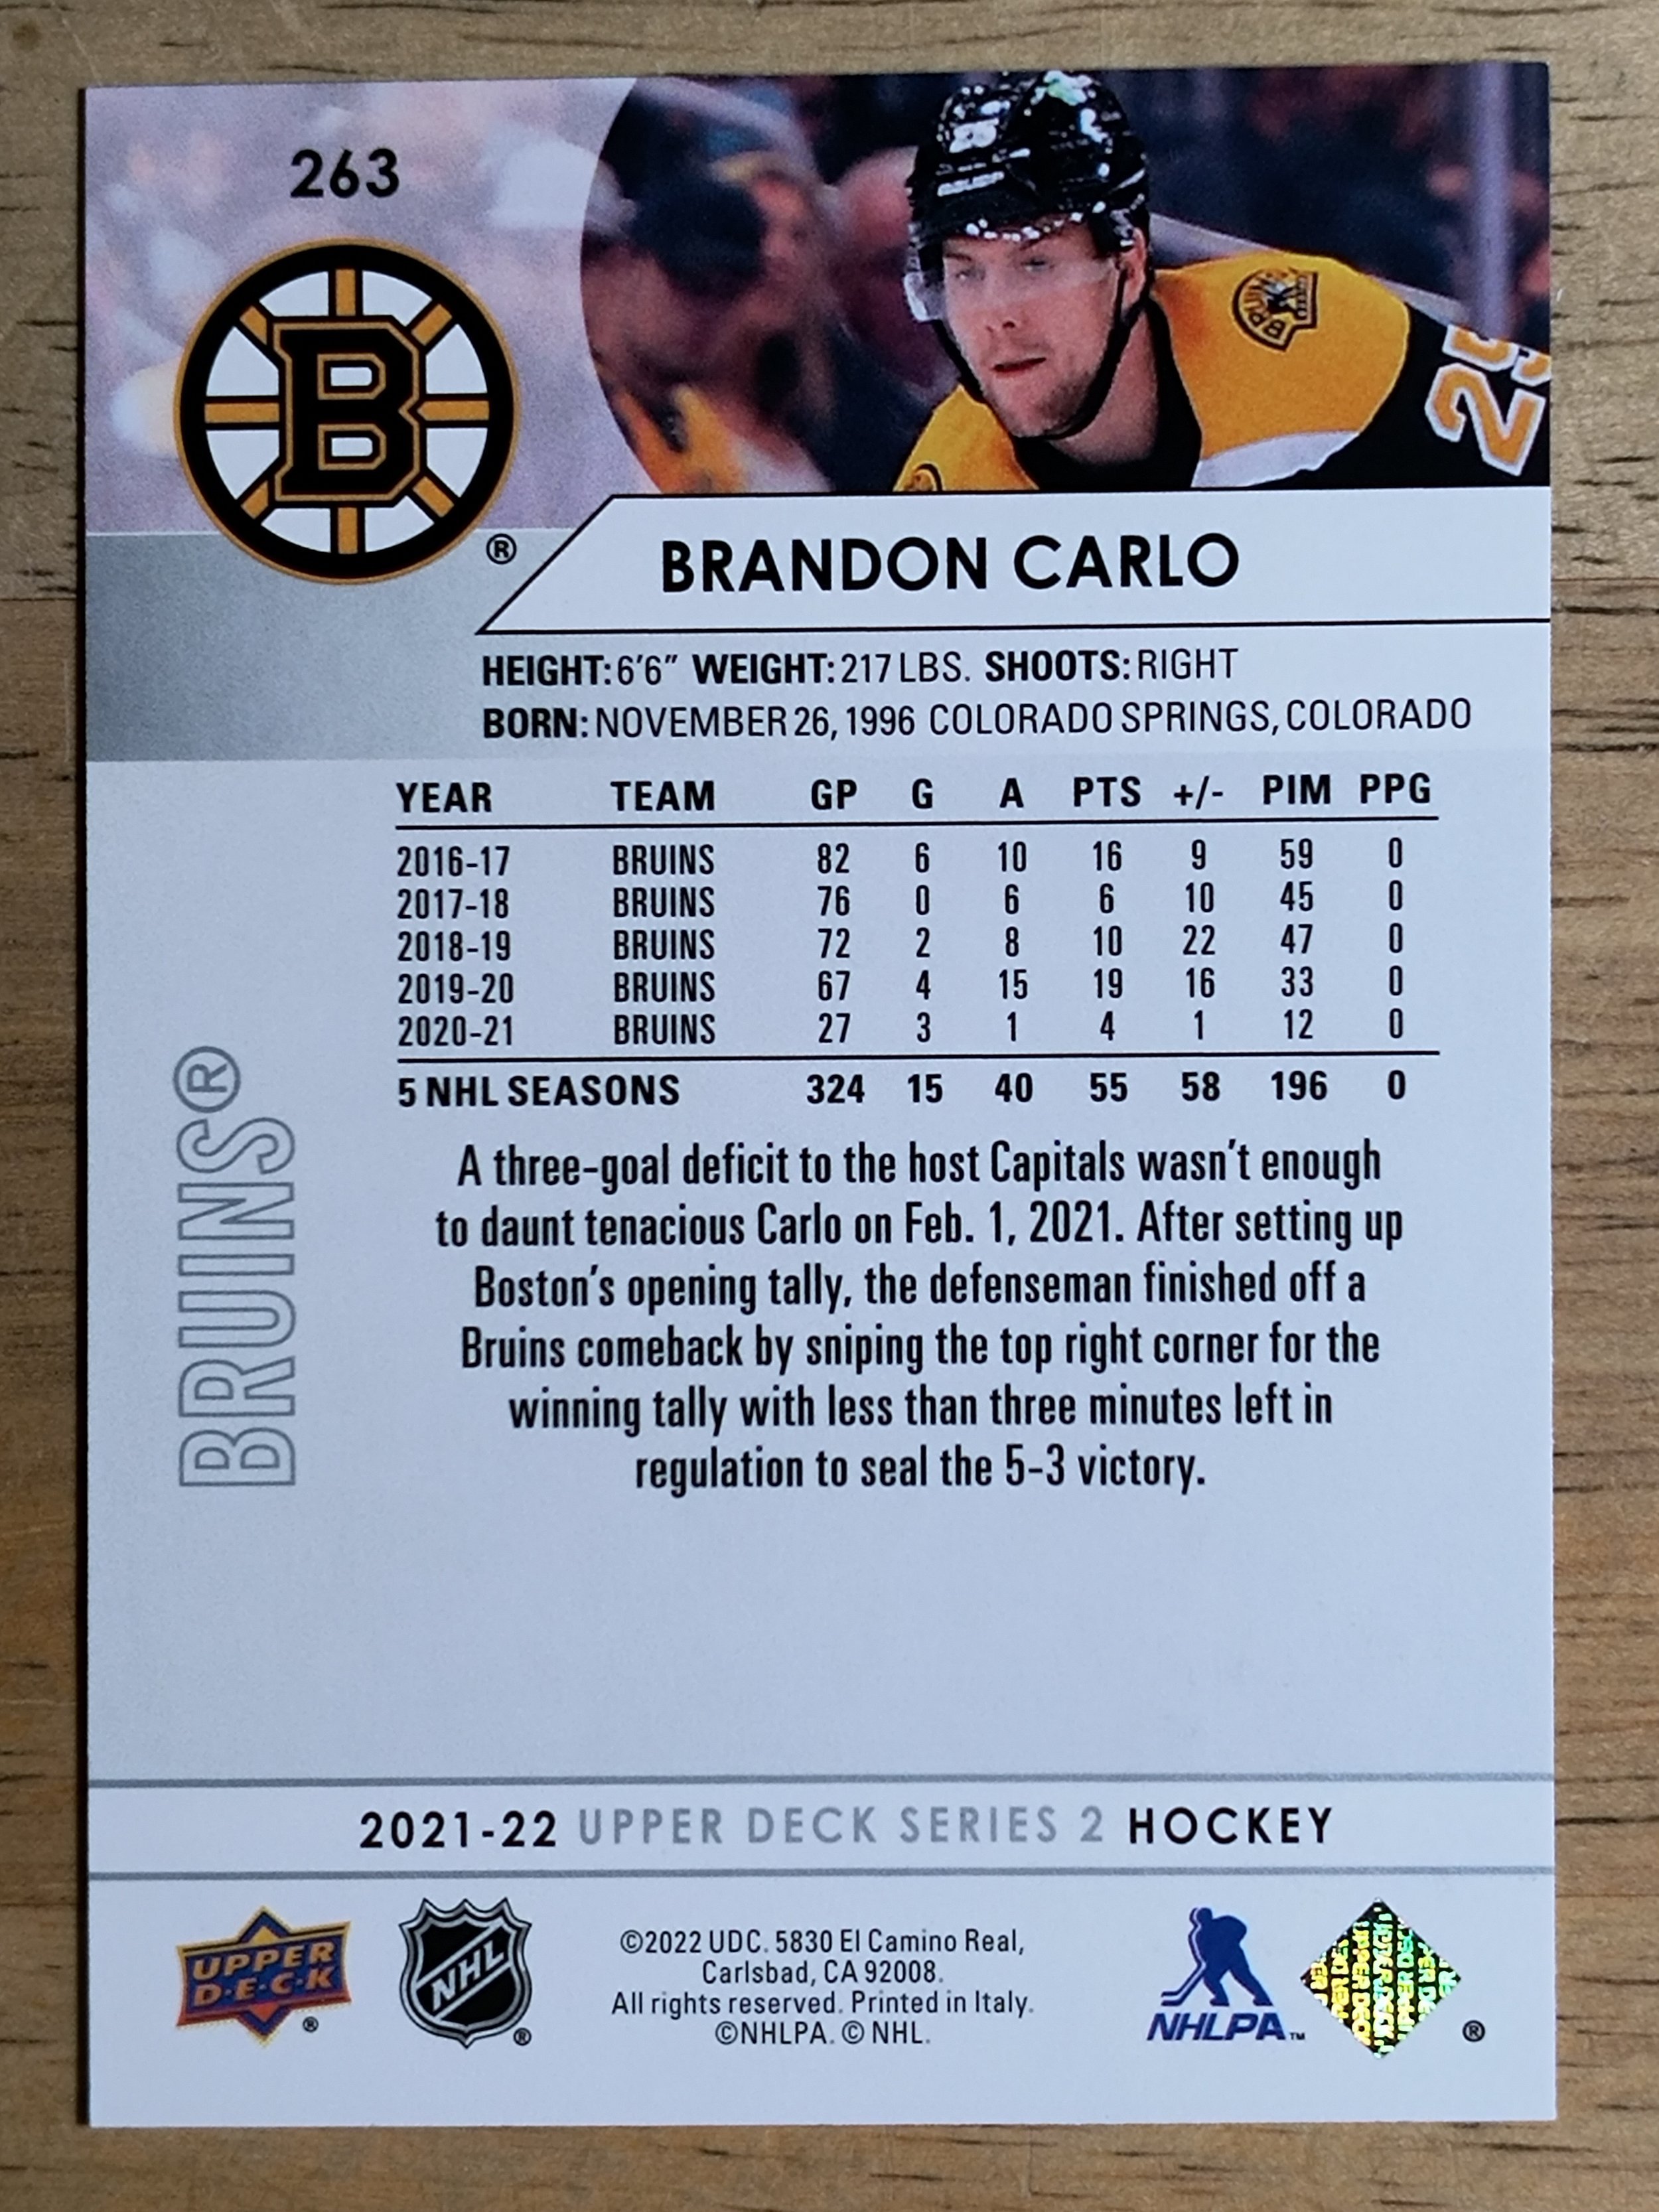 263
B
®
BRUINS
25
BRANDON CARLO
HEIGHT: 6'6" WEIGHT: 217 LBS. SHOOTS: RIGHT
BORN: NOVEMBER 26, 1996 COLORADO SPRINGS, COLORADO
YEAR TEAM GP G A PTS +/- PIM PPG
2016-17 BRUINS 82 6 10 16 9 59 0
2017-18 BRUINS 76 0 6 6 10 45 0
2018-19 BRUINS 72 2 8 10 22 47 0
2019-20 BRUINS 67 4 15 19 16 33 0
2020-21 BRUINS 27 3 1 4 1 12 0
5 NHL SEASONS 324 15 40 55 58 196 0
BRUINS®
A three-goal deficit to the host Capitals wasn't enough
to daunt tenacious Carlo on Feb. 1, 2021. After setting up
Boston's opening tally, the defenseman finished off a
Bruins comeback by sniping the top right corner for the
winning tally with less than three minutes left in
regulation to seal the 5-3 victory.
2021-22 UPPER DECK SERIES 2 HOCKEY
UPPER
D·E·C·K
®
NHL
®
©2022 UDC. 5830 El Camino Real,
Carlsbad, CA 92008.
All rights reserved. Printed in Italy.
©NHLPA. © NHL.
NHLPA™
UPPER DECK
®